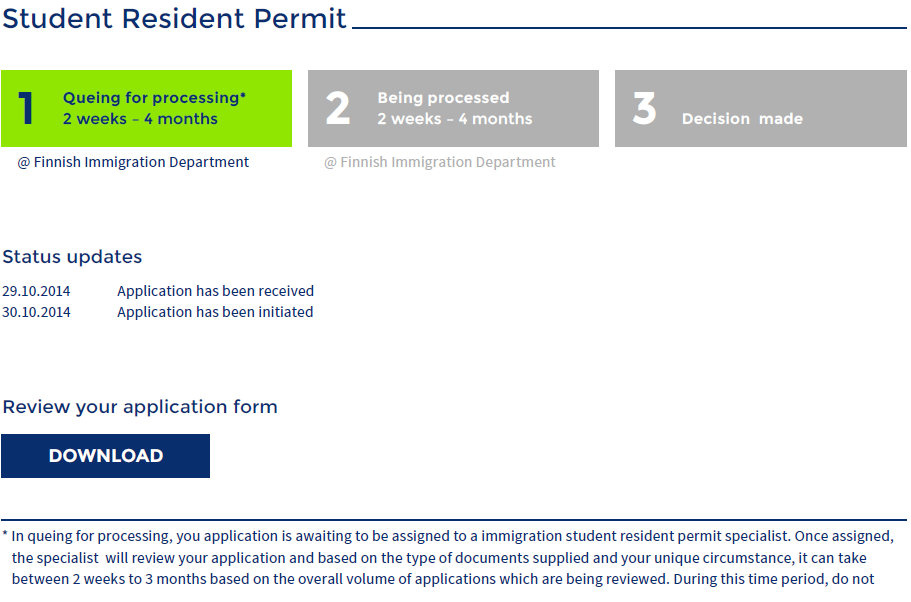 Student Resident Permit
1 Queing for processing*
2 weeks – 4 months
@ Finnish Immigration Department
2 Being processed
2 weeks – 4 months
@ Finnish Immigration Department
3 Decision made
Status updates
29.10.2014 Application has been received
30.10.2014 Application has been initiated
Review your application form
DOWNLOAD
* In queing for processing, you application is awaiting to be assigned to a immigration student resident permit specialist. Once assigned,
the specialist will review your application and based on the type of documents supplied and your unique circumstance, it can take
between 2 weeks to 3 months based on the overall volume of applications which are being reviewed. During this time period, do not